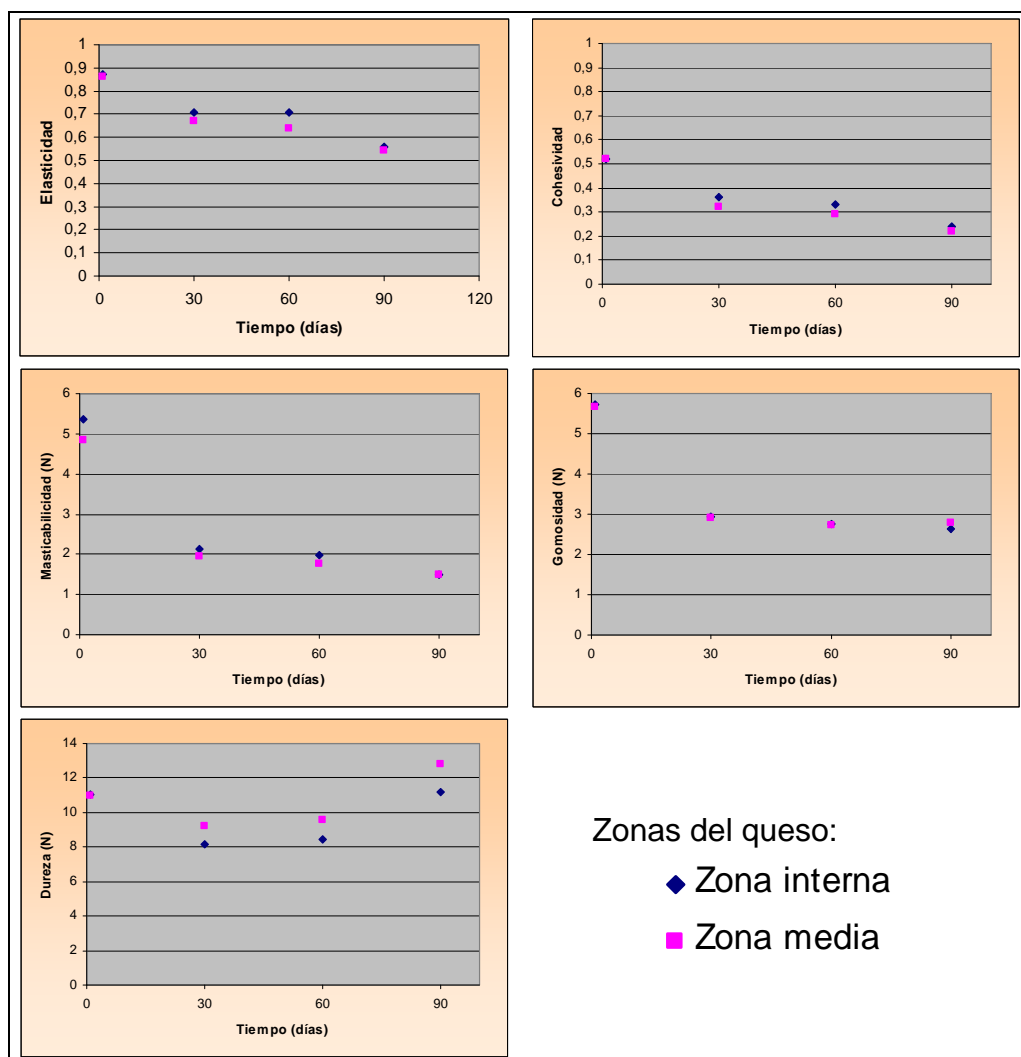 1
0,9
0,8
0,7
0,6
0,5
0,4
0,3
0,2
0,1
0
0 30 60 90 120
Elasticidad
Tiempo (días)
1
0,9
0,8
0,7
0,6
0,5
0,4
0,3
0,2
0,1
0
0 30 60 90
Cohesividad
Tiempo (días)
6
5
4
3
2
1
0
0 30 60 90
Masticabilicidad (N)
Tiempo (días)
6
5
4
3
2
1
0
0 30 60 90
Gomosidad (N)
Tiempo (días)
14
12
10
8
6
4
2
0
0 30 60 90
Dureza (N)
Tiempo (días)
Zonas del queso:
Zona interna
Zona media